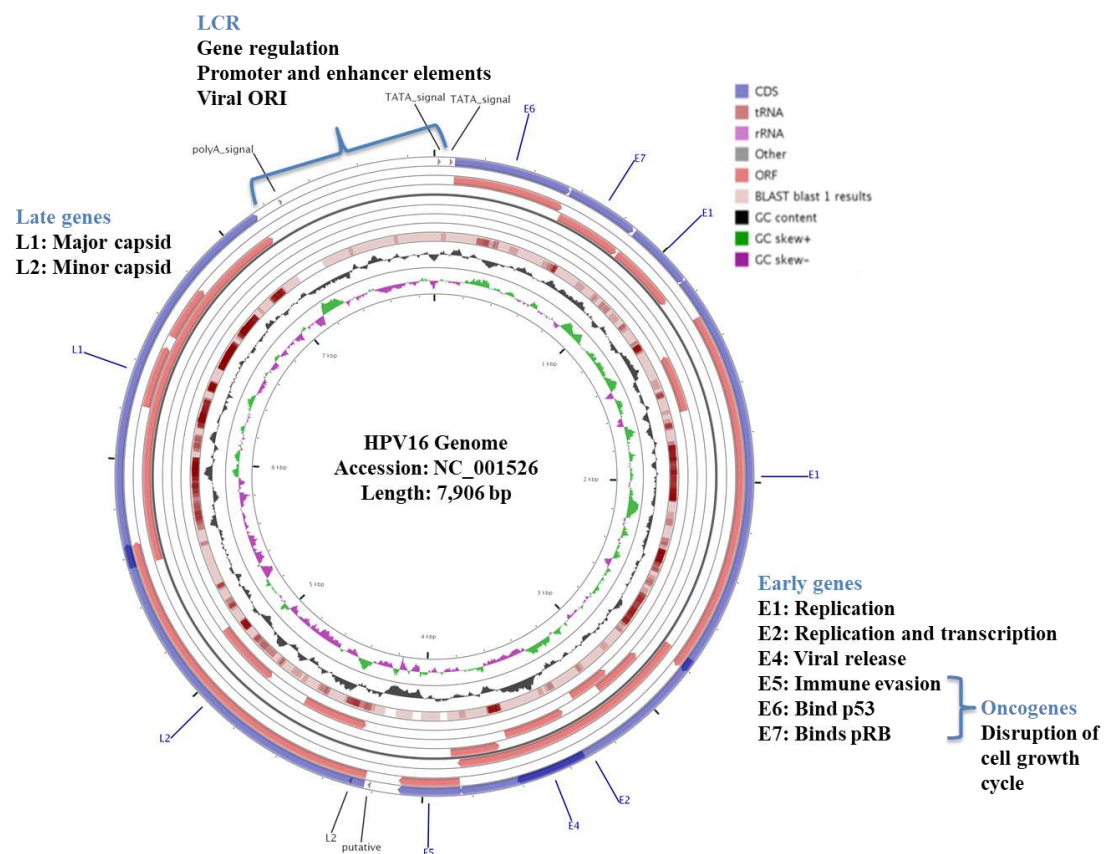 LCR
Gene regulation
Promoter and enhancer elements
Viral ORI
TATA_signal
TATA_signal
E6
E7
E1
polyA_signal
CDS
tRNA
rRNA
Other
ORF
BLAST blast 1 results
GC content
GC skew+
GC skew-
Late genes
L1: Major capsid
L2: Minor capsid
L1
7 kbp
1 kbp
HPV16 Genome
Accession: NC_001526
Length: 7,906 bp
6 kbp
2 kbp
E1
5 kbp
3 kbp
4 kbp
Early genes
E1: Replication
E2: Replication and transcription
E4: Viral release
E5: Immune evasion
E6: Bind p53
E7: Binds pRB
Oncogenes
Disruption of
cell growth
cycle
L2
L2
putative
E5
E4
E2